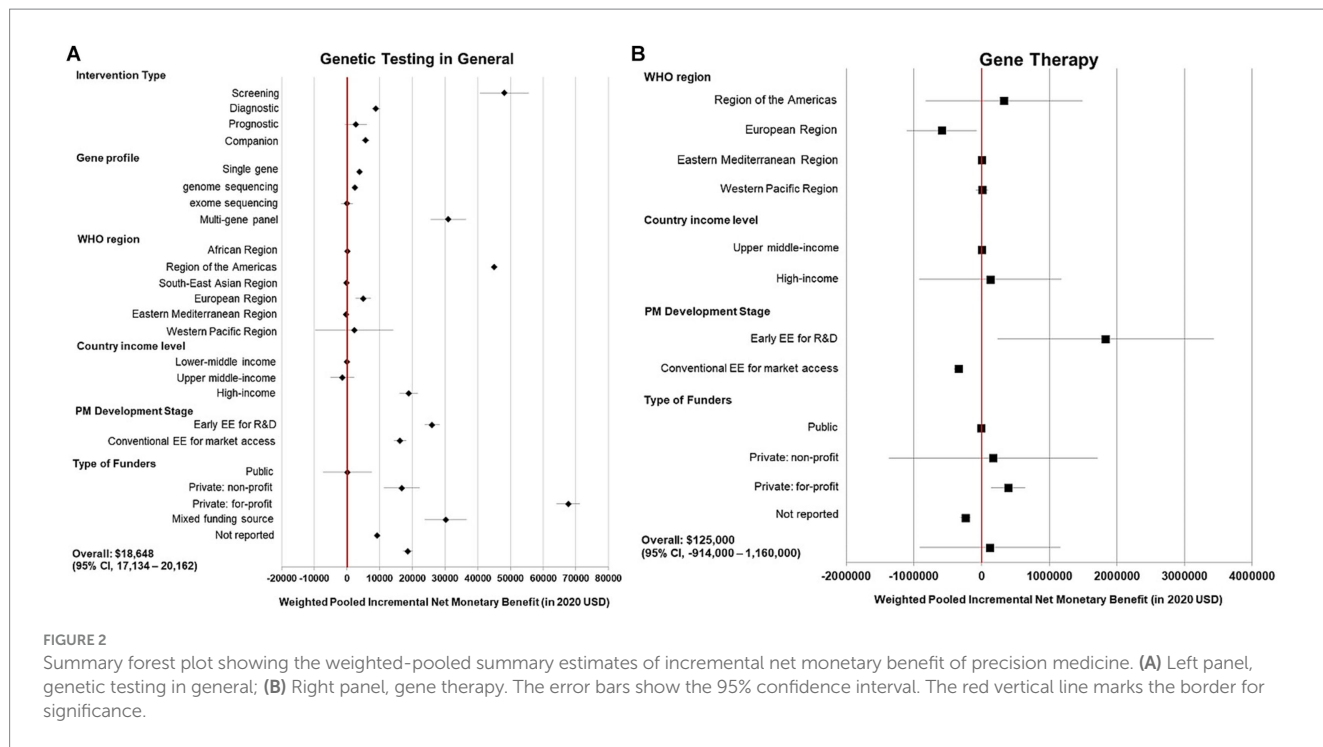 A
Genetic Testing in General
Intervention Type
Screening
Diagnostic
Prognostic
Companion
Gene profile
Single gene
genome sequencing
exome sequencing
Multi-gene panel
WHO region
African Region
Region of the Americas
South-East Asian Region
European Region
Eastern Mediterranean Region
Western Pacific Region
Country income level
Lower-middle income
Upper middle-income
High-income
PM Development Stage
Early EE for R&D
Conventional EE for market access
Type of Funders
Public
Private: non-profit
Private: for-profit
Mixed funding source
Not reported
Overall: $18,648
(95% CI, 17,134 – 20,162)
-20000 -10000 0 10000 20000 30000 40000 50000 60000 70000 80000
Weighted Pooled Incremental Net Monetary Benefit (in 2020 USD)
B
Gene Therapy
WHO region
Region of the Americas
European Region
Eastern Mediterranean Region
Western Pacific Region
Country income level
Upper middle-income
High-income
PM Development Stage
Early EE for R&D
Conventional EE for market access
Type of Funders
Public
Private: non-profit
Private: for-profit
Not reported
Overall: $125,000
(95% CI, -914,000 – 1,160,000)
-2000000 -1000000 0 1000000 2000000 3000000 4000000
Weighted Pooled Incremental Net Monetary Benefit (in 2020 USD)
FIGURE 2
Summary forest plot showing the weighted-pooled summary estimates of incremental net monetary benefit of precision medicine. (A) Left panel,
genetic testing in general; (B) Right panel, gene therapy. The error bars show the 95% confidence interval. The red vertical line marks the border for
significance.